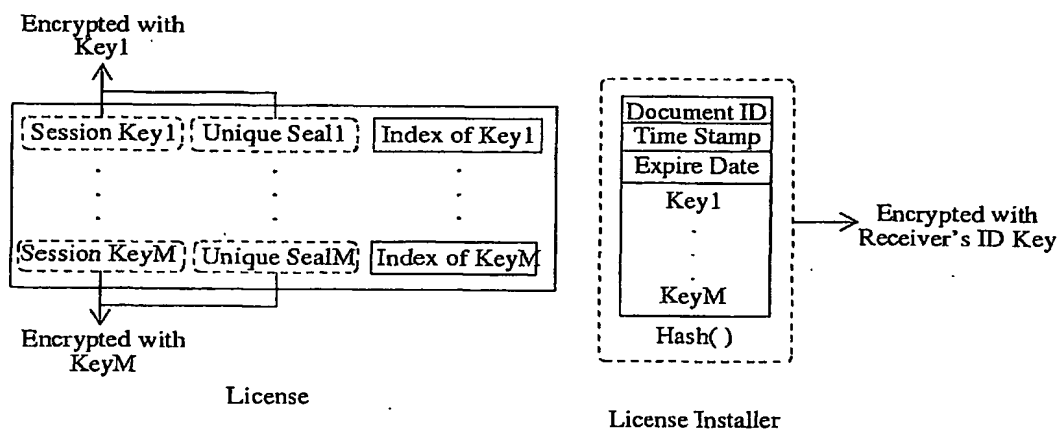 Encrypted with
Key1
Session Key1 Unique Seal1 Index of Key1
Session KeyM Unique SealM Index of KeyM
Encrypted with
KeyM
License
Document ID
Time Stamp
Expire Date
Key1
KeyM
Hash( )
Encrypted with
Receiver's ID Key
License Installer